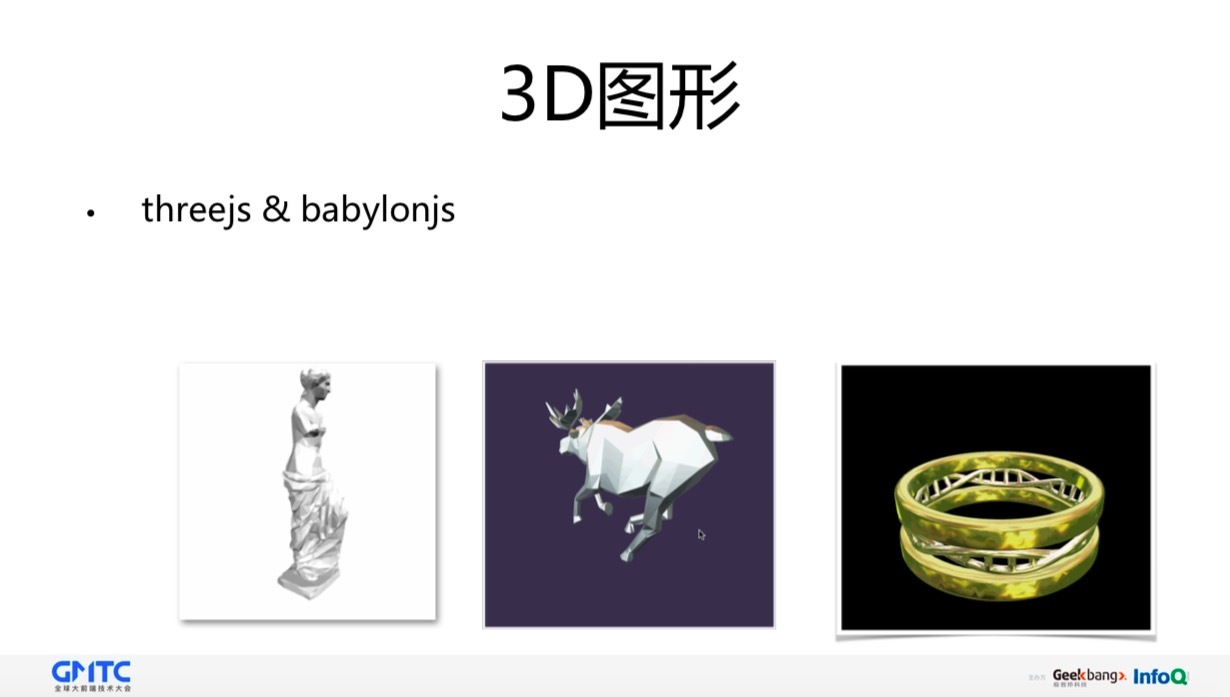 3D图形
• threejs & babylonjs
GMTC
全球大前端技术大会
主办方 Geekbang>. InfoQ
极客邦科技